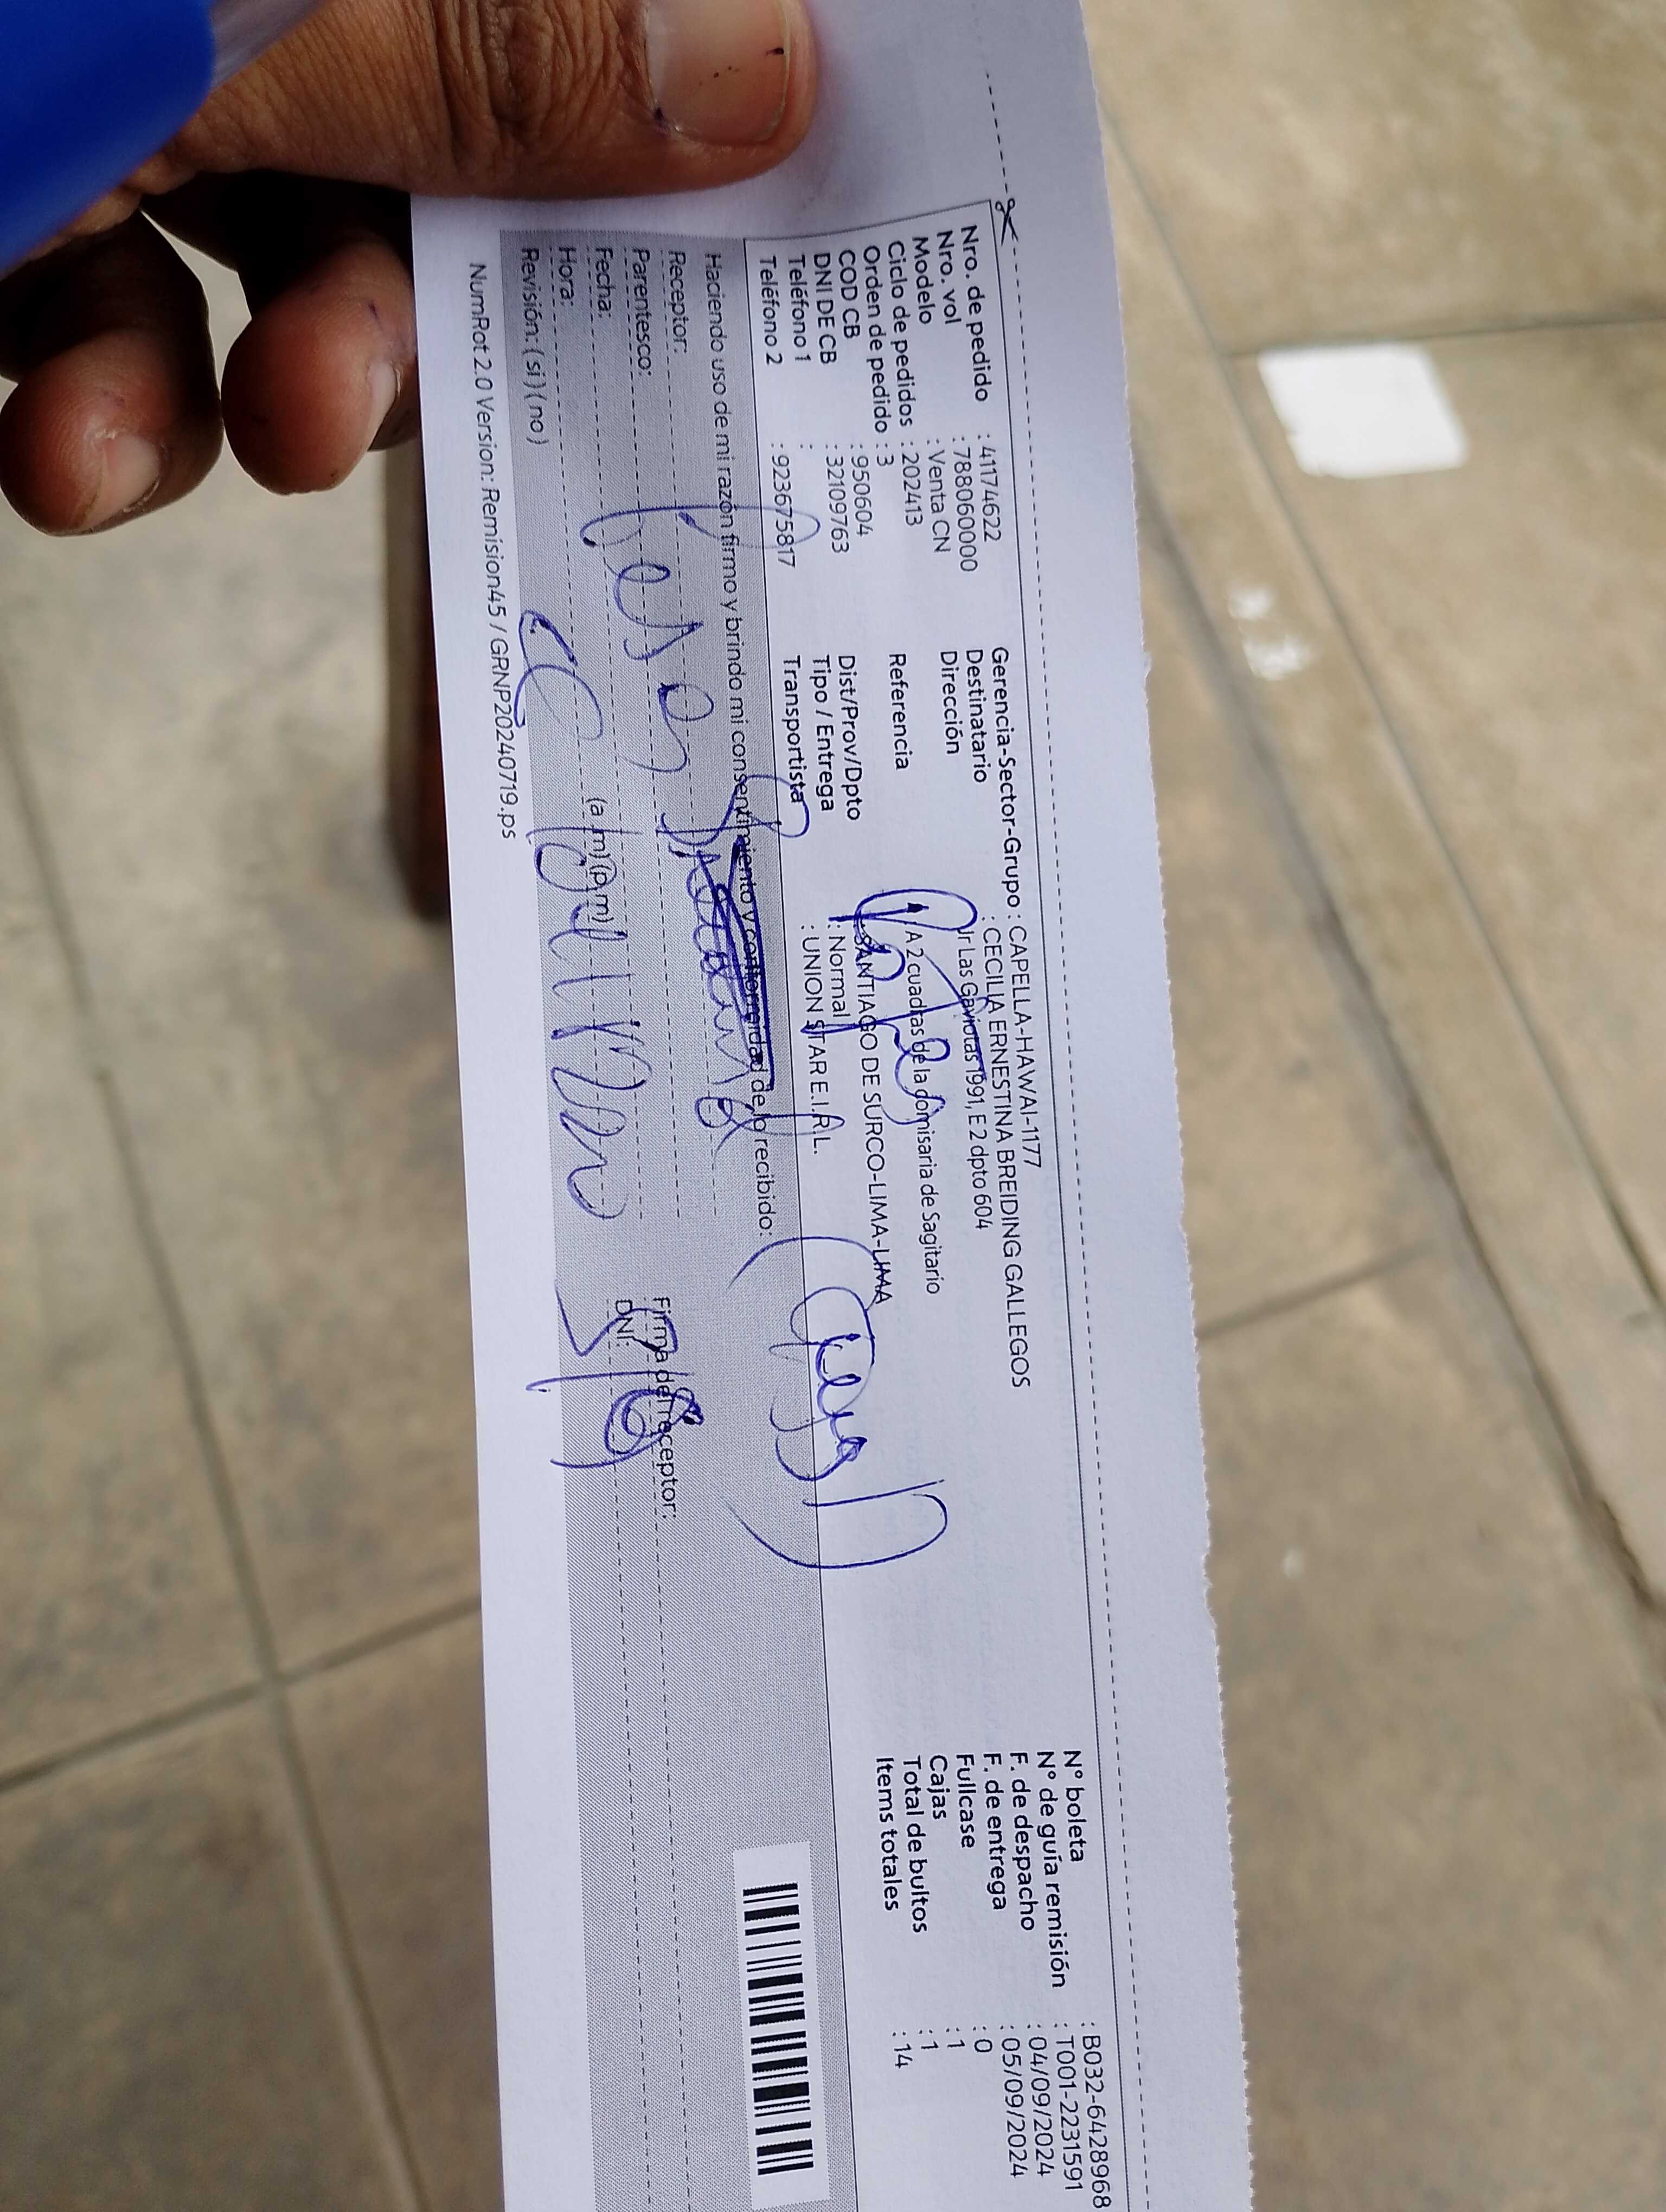 Nro. de pedido : 41174622
Nro. vol : 7880600000
Modelo : Venta CN
Ciclo de pedidos : 202413
Orden de pedido : 3
COD CB : 950604
DNI DE CB : 32109763
Teléfono 1 :
Teléfono 2 : 923675817
Gerencia-Sector-Grupo : CAPELLA-HAWAI-1177
Destinatario : CECILIA ERNESTINA BREIDING GALLEGOS
Dirección : Jr Las Gaviotas 1991, E 2 dpto 604
Referencia : A 2 cuadras de la comisaria de Sagitario
Dist/Prov/Dpto : SANTIAGO DE SURCO-LIMA-LIMA
Tipo / Entrega : Normal
Transportista : UNION STAR E.I.R.L.
N° boleta : B032-6428968
N° de guía remisión : T001-2231591
F. de despacho : 04/09/2024
F. de entrega : 05/09/2024
Fullcase : 0
Cajas : 1
Total de bultos : 1
Items totales : 14
Haciendo uso de mi razón firmo y brindo mi consentimiento y conformidad de lo recibido:
Receptor:
Parentesco:
Fecha:
Hora: (a m) (p m)
Revisión: ( si ) ( no )
Firma del receptor:
DNI:
NumRot 2.0 Version: Remision45 / GRNP20240719.ps